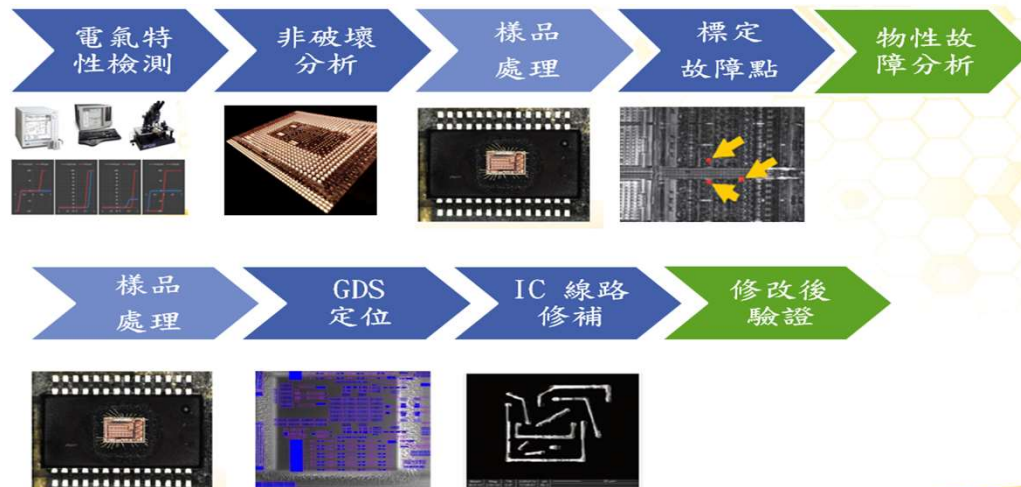 電氣特
性檢測
非破壞
分析
樣品
處理
標定
故障點
物性故
障分析
樣品
處理
GDS
定位
IC 線路
修補
修改後
驗證